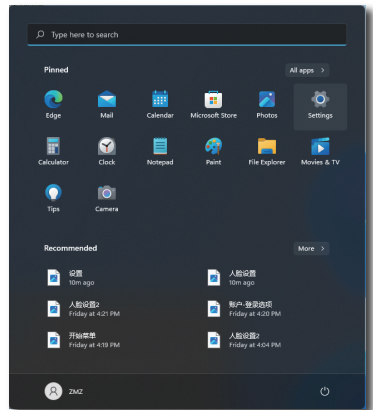 Type here to search
Pinned
All apps >
Edge
Mail
Calendar
Microsoft Store
Photos
Settings
Calculator
Clock
Notepad
Paint
File Explorer
Movies & TV
Tips
Camera
Recommended
More >
设置
10m ago
人脸设置
10m ago
人脸设置2
Friday at 4:21 PM
账户-登录选项
Friday at 4:20 PM
开始菜单
Friday at 4:19 PM
人脸设置2
Friday at 4:04 PM
ZMZ